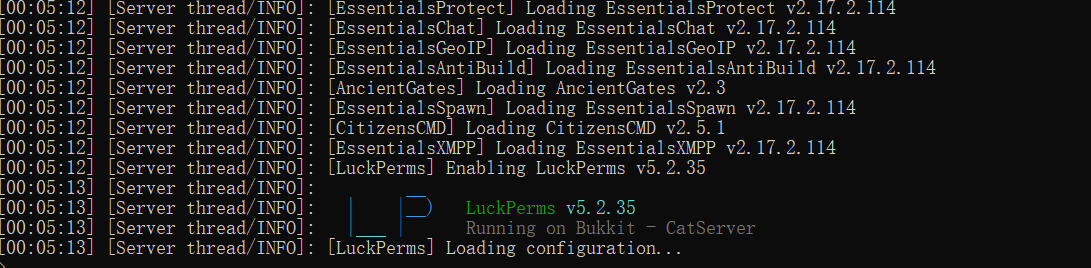 [00:05:12] [Server thread/INFO]: [EssentialsProtect] Loading EssentialsProtect v2.17.2.114
[00:05:12] [Server thread/INFO]: [EssentialsChat] Loading EssentialsChat v2.17.2.114
[00:05:12] [Server thread/INFO]: [EssentialsGeoIP] Loading EssentialsGeoIP v2.17.2.114
[00:05:12] [Server thread/INFO]: [EssentialsAntiBuild] Loading EssentialsAntiBuild v2.17.2.114
[00:05:12] [Server thread/INFO]: [AncientGates] Loading AncientGates v2.3
[00:05:12] [Server thread/INFO]: [EssentialsSpawn] Loading EssentialsSpawn v2.17.2.114
[00:05:12] [Server thread/INFO]: [CitizensCMD] Loading CitizensCMD v2.5.1
[00:05:12] [Server thread/INFO]: [EssentialsXMPP] Loading EssentialsXMPP v2.17.2.114
[00:05:12] [Server thread/INFO]: [LuckPerms] Enabling LuckPerms v5.2.35
[00:05:13] [Server thread/INFO]:         __
[00:05:13] [Server thread/INFO]:   |    |__)   LuckPerms v5.2.35
[00:05:13] [Server thread/INFO]:   |___ |      Running on Bukkit - CatServer
[00:05:13] [Server thread/INFO]: [LuckPerms] Loading configuration...